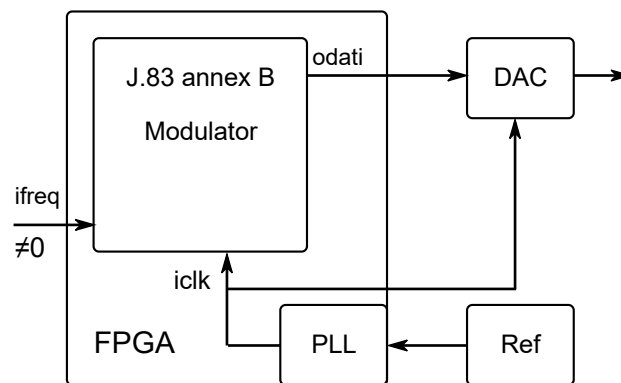 odati
J.83 annex B
Modulator
DAC
ifreq
≠0
iclk
FPGA
PLL
Ref